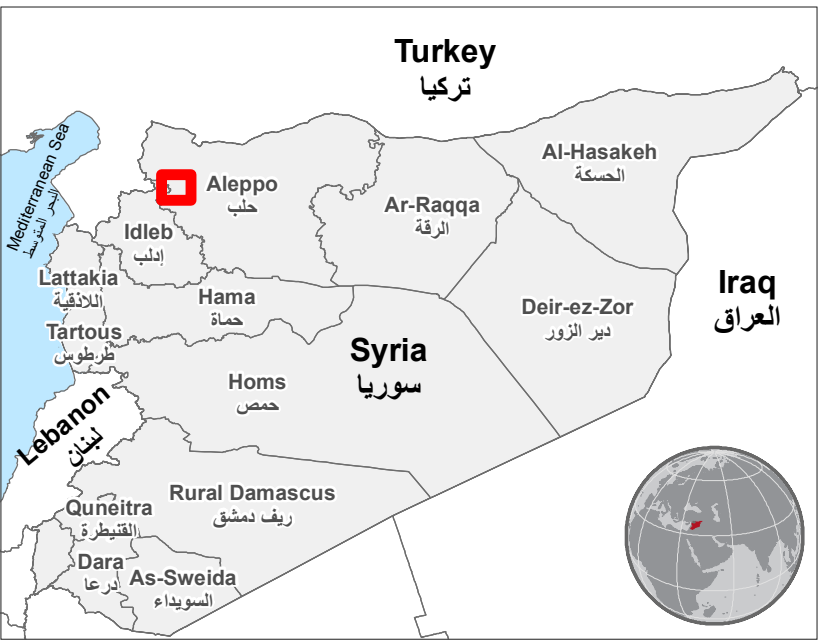 Turkey
تركيا
Mediterranean Sea
البحر المتوسط
Al-Hasakeh
الحسكة
Aleppo
حلب
Ar-Raqqa
الرقة
Idleb
إدلب
Lattakia
اللاذقية
Hama
حماة
Deir-ez-Zor
دير الزور
Iraq
العراق
Tartous
طرطوس
Syria
سوريا
Homs
حمص
Lebanon
لبنان
Rural Damascus
ريف دمشق
Quneitra
القنيطرة
Dara
درعا
As-Sweida
السويداء